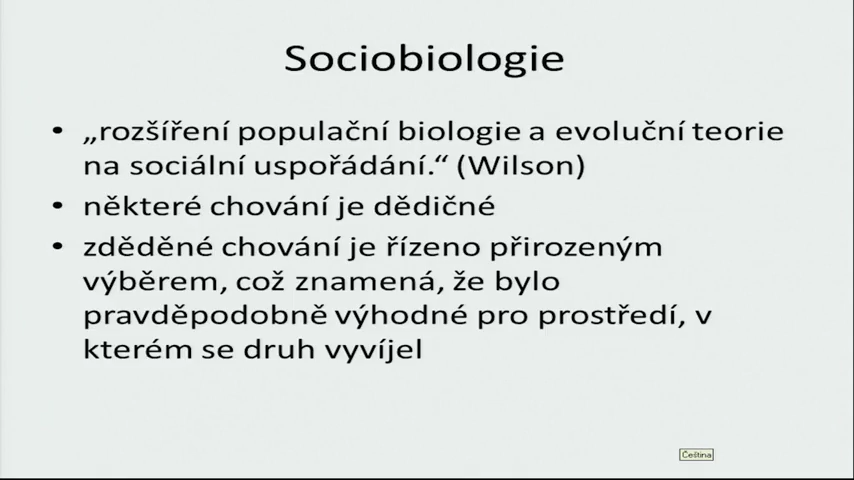 Sociobiologie
• „rozšíření populační biologie a evoluční teorie
na sociální uspořádání.“ (Wilson)
• některé chování je dědičné
• zděděné chování je řízeno přirozeným
výběrem, což znamená, že bylo
pravděpodobně výhodné pro prostředí, v
kterém se druh vyvíjel
Čeština